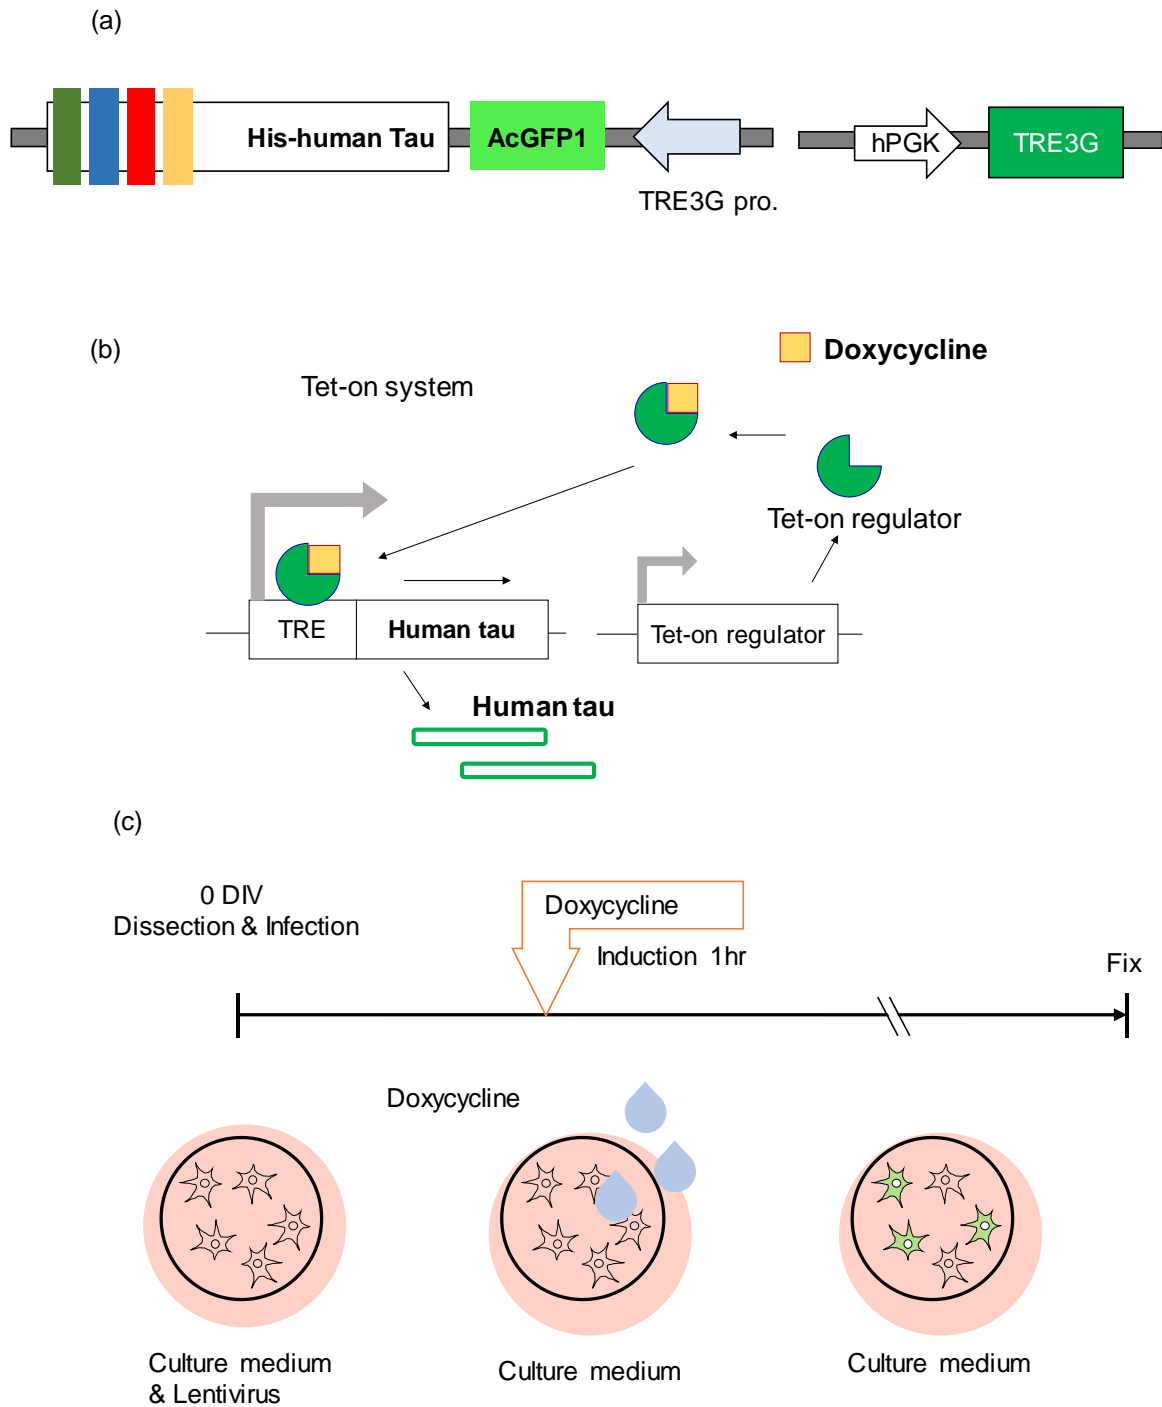 (a)
His-human Tau
AcGFP1
hPGK
TRE3G
TRE3G pro.
(b)
Doxycycline
Tet-on system
Tet-on regulator
TRE
Human tau
Tet-on regulator
Human tau
(c)
0 DIV
Dissection & Infection
Doxycycline
Induction 1hr
Fix
Doxycycline
Culture medium
& Lentivirus
Culture medium
Culture medium